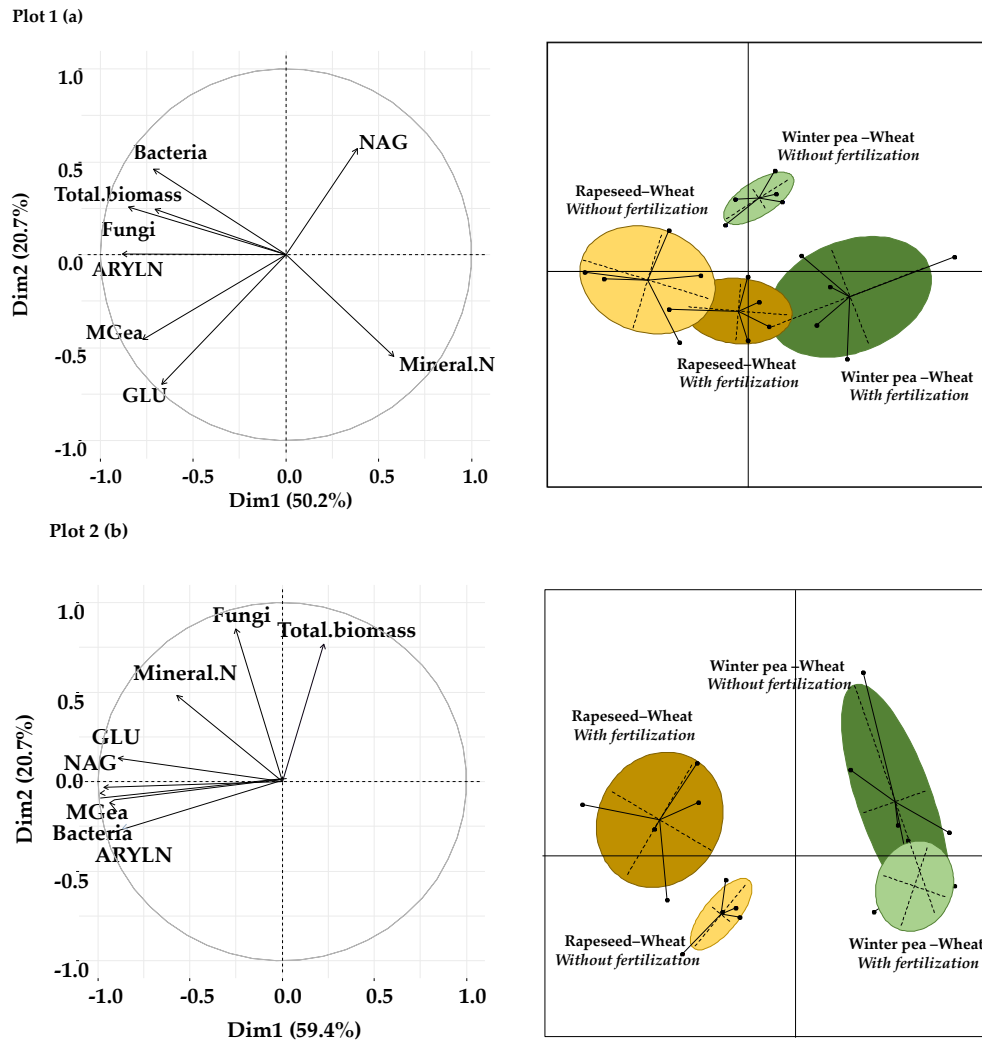 Plot 1 (a)
1.0
0.5
0.0
-0.5
-1.0
Dim2 (20.7%)
NAG
Bacteria
Total.biomass
Fungi
ARYLN
MGea
GLU
Mineral.N
-1.0 -0.5 0.0 0.5 1.0
Dim1 (50.2%)
Winter pea –Wheat
Without fertilization
Rapeseed–Wheat
Without fertilization
Rapeseed–Wheat
With fertilization
Winter pea –Wheat
With fertilization
Plot 2 (b)
1.0
0.5
0.0
-0.5
-1.0
Dim2 (20.7%)
Fungi
Total.biomass
Mineral.N
GLU
NAG
MGea
Bacteria
ARYLN
-1.0 -0.5 0.0 0.5 1.0
Dim1 (59.4%)
Winter pea –Wheat
Without fertilization
Rapeseed–Wheat
With fertilization
Rapeseed–Wheat
Without fertilization
Winter pea –Wheat
With fertilization